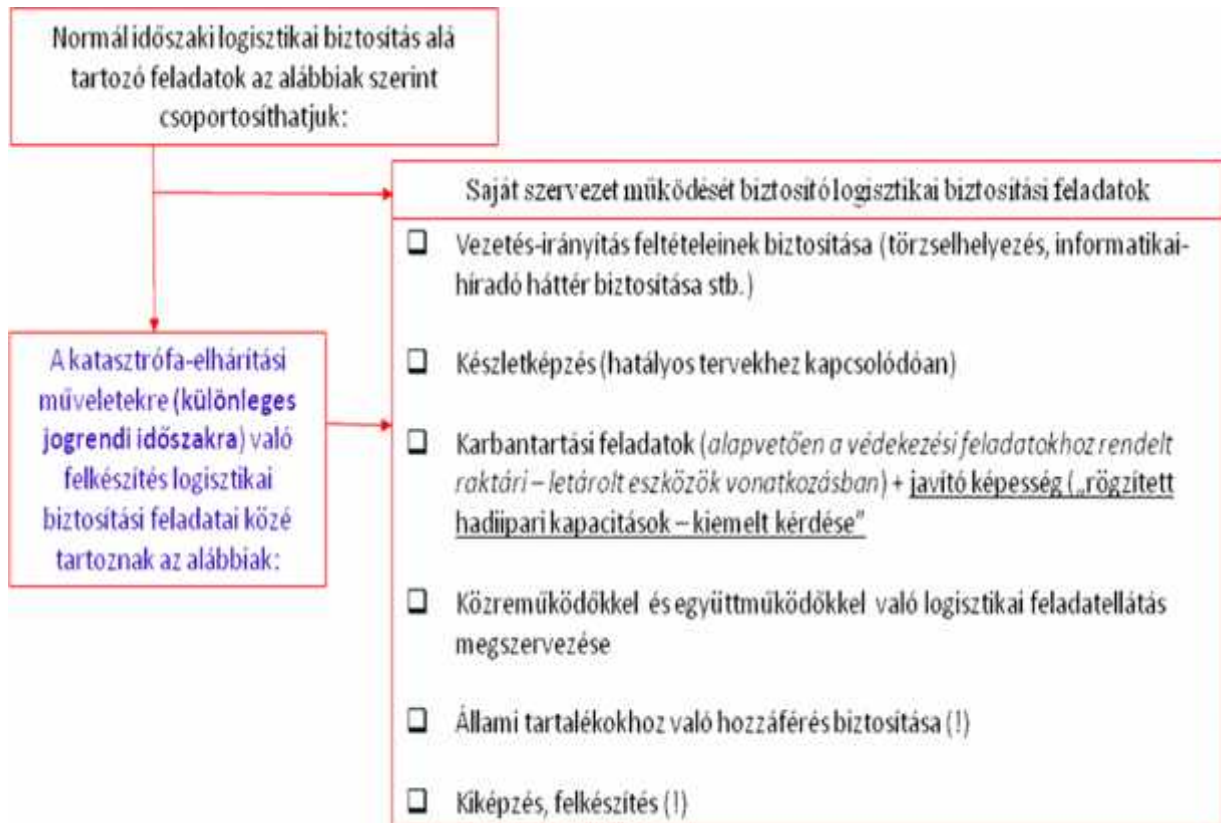 Normál időszaki logisztikai biztosítás alá
tartozó feladatok az alábbiak szerint
csoportosíthatjuk:
Saját szervezet működését biztosító logisztikai biztosítási feladatok
❑ Vezetés-irányítás feltételeinek biztosítása (törzselhelyezés, informatikai-
híradó háttér biztosítása stb.)
❑ Készletképzés (hatályos tervekhez kapcsolódóan)
❑ Karbantartási feladatok (alapvetően a védekezési feladatokhoz rendelt
raktári – letárolt eszközök vonatkozásban) + javító képesség („rögzített
hadiipari kapacitások – kiemelt kérdése”
❑ Közreműködőkkel és együttműködőkkel való logisztikai feladatellátás
megszervezése
❑ Állami tartalékokhoz való hozzáférés biztosítása (!)
❑ Kiképzés, felkészítés (!)
A katasztrófa-elhárítási
műveletekre (különleges
jogrendi időszakra) való
felkészítés logisztikai
biztosítási feladatai közé
tartoznak az alábbiak: